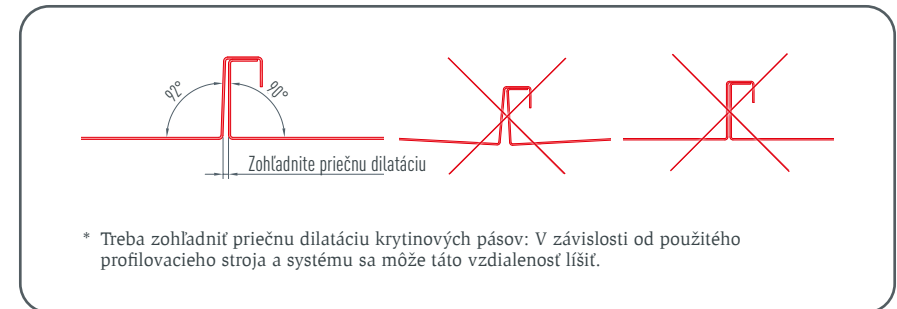 92°
90°
Zohľadnite priečnu dilatáciu
* Treba zohľadniť priečnu dilatáciu krytinových pásov: V závislosti od použitého
profilovacieho stroja a systému sa môže táto vzdialenosť líšiť.